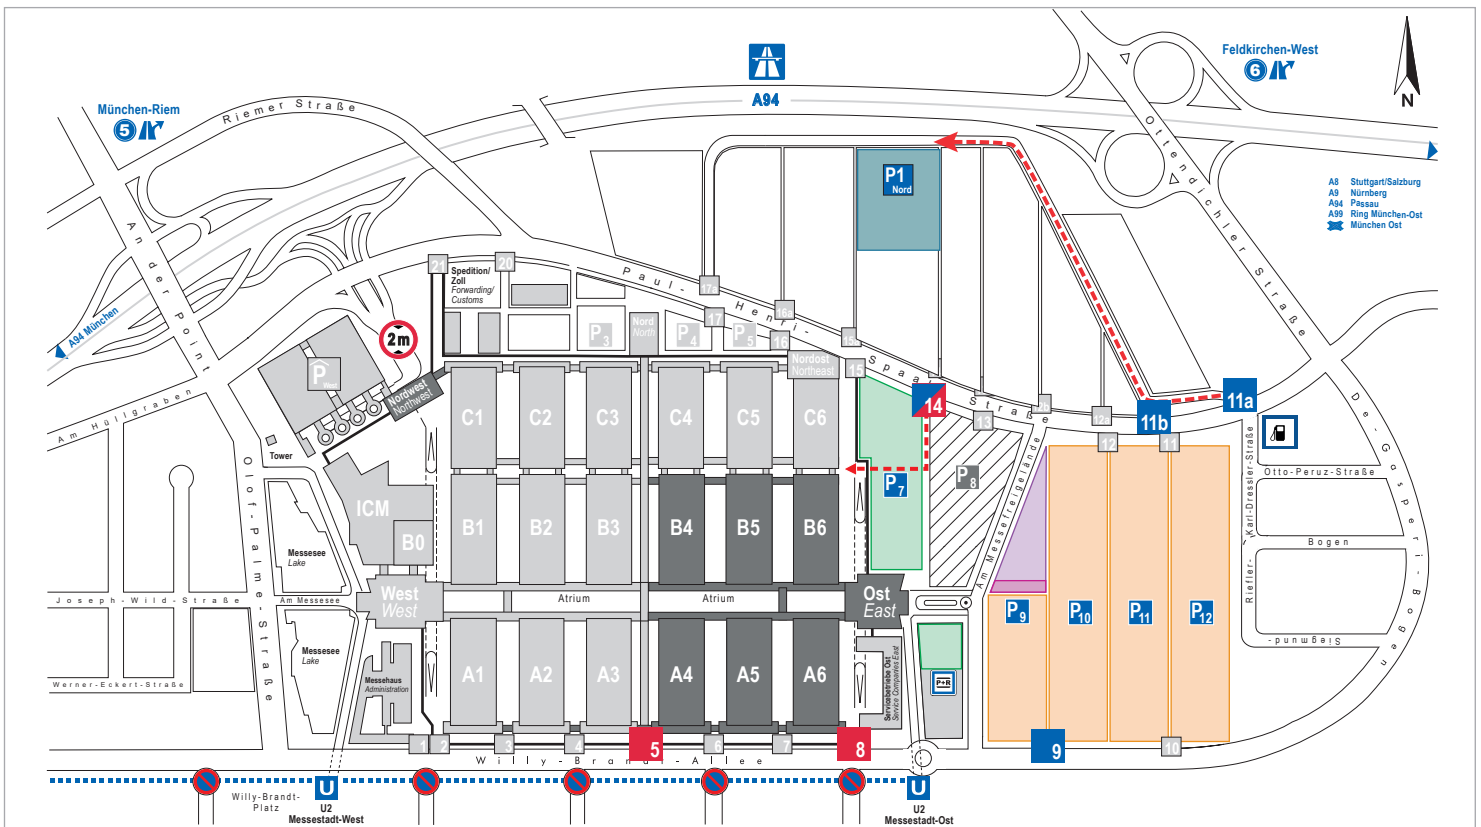 A94
Feldkirchen-West
6
N
München-Riem
5
Riemer Straße
Ottendichler Straße
A8 Stuttgart/Salzburg
A9 Nürnberg
A94 Passau
A99 Ring München-Ost
München Ost
P1
Nord
An der Point
A94 München
Am Hüllgraben
21
20
Spedition/
Zoll
Forwarding/
Customs
Paul-Henri-Spaak-Straße
17a
16a
15a
17
16
15
14
13
12b
12a
11b
11a
12
11
P3
Nord
North
P4
P5
Nordost
Northeast
2m
P
West
Nordwest
Northwest
Tower
C1
C2
C3
C4
C5
C6
P7
P8
Am Messefreigelände
Karl-Dressler-Straße
Otto-Peruz-Straße
De-Gasperi-Bogen
Olof-Palme-Straße
ICM
B0
B1
B2
B3
B4
B5
B6
Messesee
Lake
Bogen
Riefler-
Joseph-Wild-Straße
Am Messesee
West
West
Atrium
Atrium
Ost
East
P9
P10
P11
P12
Siegmund-
Messesee
Lake
Werner-Eckert-Straße
Messehaus
Administration
A1
A2
A3
A4
A5
A6
Servicebetriebe Ost
Service Companies East
P+R
1
2
3
4
5
6
7
8
9
10
Willy-Brandt-Allee
Willy-Brandt-
Platz
U
U2
Messestadt-West
U
U2
Messestadt-Ost